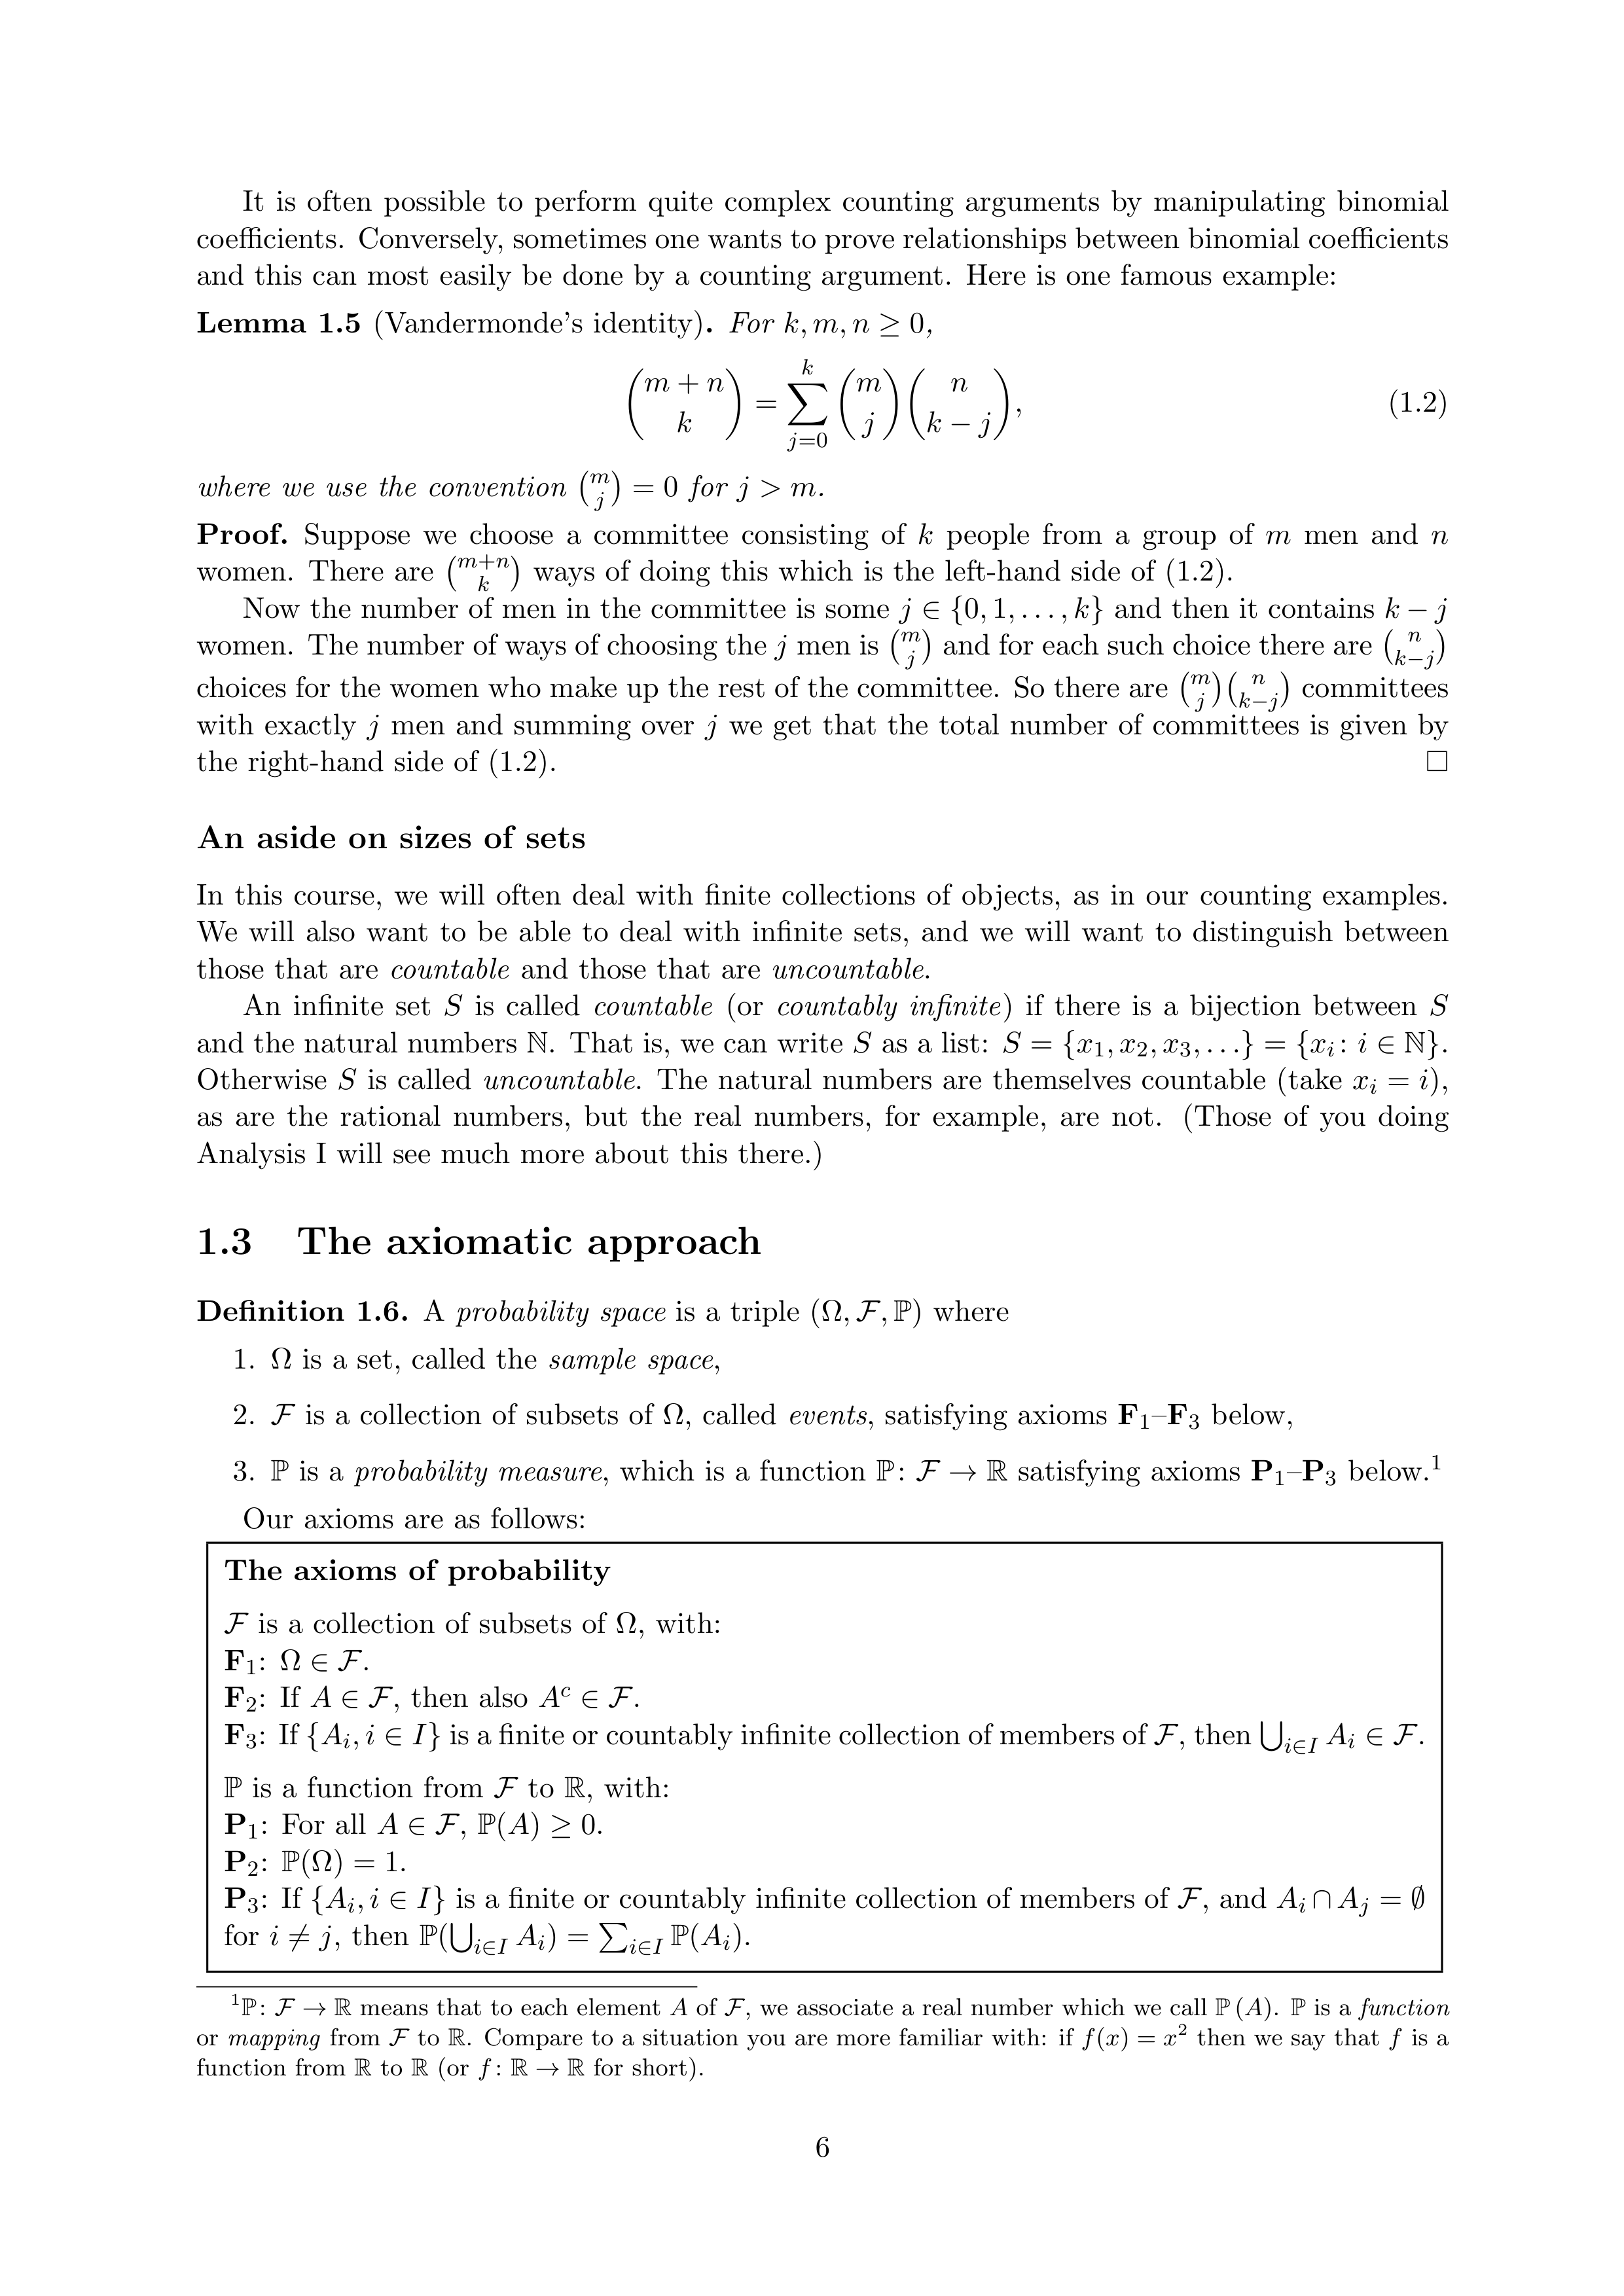 It is often possible to perform quite complex counting arguments by manipulating binomial
coefficients. Conversely, sometimes one wants to prove relationships between binomial coefficients
and this can most easily be done by a counting argument. Here is one famous example:
Lemma 1.5 (Vandermonde's identity). For $k, m, n \geq 0$,
$$\binom{m+n}{k} = \sum_{j=0}^{k} \binom{m}{j}\binom{n}{k-j}, \quad (1.2)$$
where we use the convention $\binom{m}{j} = 0$ for $j > m$.
Proof. Suppose we choose a committee consisting of $k$ people from a group of $m$ men and $n$
women. There are $\binom{m+n}{k}$ ways of doing this which is the left-hand side of (1.2).
Now the number of men in the committee is some $j \in \{0, 1, \ldots, k\}$ and then it contains $k - j$
women. The number of ways of choosing the $j$ men is $\binom{m}{j}$ and for each such choice there are $\binom{n}{k-j}$
choices for the women who make up the rest of the committee. So there are $\binom{m}{j}\binom{n}{k-j}$ committees
with exactly $j$ men and summing over $j$ we get that the total number of committees is given by
the right-hand side of (1.2). □
An aside on sizes of sets
In this course, we will often deal with finite collections of objects, as in our counting examples.
We will also want to be able to deal with infinite sets, and we will want to distinguish between
those that are countable and those that are uncountable.
An infinite set $S$ is called countable (or countably infinite) if there is a bijection between $S$
and the natural numbers $\mathbb{N}$. That is, we can write $S$ as a list: $S = \{x_1, x_2, x_3, \ldots\} = \{x_i : i \in \mathbb{N}\}$.
Otherwise $S$ is called uncountable. The natural numbers are themselves countable (take $x_i = i$),
as are the rational numbers, but the real numbers, for example, are not. (Those of you doing
Analysis I will see much more about this there.)
1.3 The axiomatic approach
Definition 1.6. A probability space is a triple $(\Omega, \mathcal{F}, \mathbb{P})$ where
1. $\Omega$ is a set, called the sample space,
2. $\mathcal{F}$ is a collection of subsets of $\Omega$, called events, satisfying axioms $\mathbf{F}_1$–$\mathbf{F}_3$ below,
3. $\mathbb{P}$ is a probability measure, which is a function $\mathbb{P} : \mathcal{F} \to \mathbb{R}$ satisfying axioms $\mathbf{P}_1$–$\mathbf{P}_3$ below.$^1$
Our axioms are as follows:
The axioms of probability
$\mathcal{F}$ is a collection of subsets of $\Omega$, with:
$\mathbf{F}_1$: $\Omega \in \mathcal{F}$.
$\mathbf{F}_2$: If $A \in \mathcal{F}$, then also $A^c \in \mathcal{F}$.
$\mathbf{F}_3$: If $\{A_i, i \in I\}$ is a finite or countably infinite collection of members of $\mathcal{F}$, then $\bigcup_{i \in I} A_i \in \mathcal{F}$.
$\mathbb{P}$ is a function from $\mathcal{F}$ to $\mathbb{R}$, with:
$\mathbf{P}_1$: For all $A \in \mathcal{F}$, $\mathbb{P}(A) \geq 0$.
$\mathbf{P}_2$: $\mathbb{P}(\Omega) = 1$.
$\mathbf{P}_3$: If $\{A_i, i \in I\}$ is a finite or countably infinite collection of members of $\mathcal{F}$, and $A_i \cap A_j = \emptyset$
for $i \neq j$, then $\mathbb{P}(\bigcup_{i \in I} A_i) = \sum_{i \in I} \mathbb{P}(A_i)$.
$^1$$\mathbb{P} : \mathcal{F} \to \mathbb{R}$ means that to each element $A$ of $\mathcal{F}$, we associate a real number which we call $\mathbb{P}(A)$. $\mathbb{P}$ is a function
or mapping from $\mathcal{F}$ to $\mathbb{R}$. Compare to a situation you are more familiar with: if $f(x) = x^2$ then we say that $f$ is a
function from $\mathbb{R}$ to $\mathbb{R}$ (or $f : \mathbb{R} \to \mathbb{R}$ for short).
6